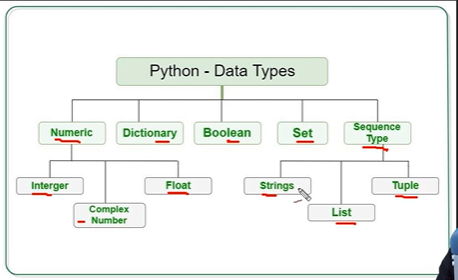 Python - Data Types
Numeric
Dictionary
Boolean
Set
Sequence
Type
Interger
Complex
Number
Float
Strings
List
Tuple